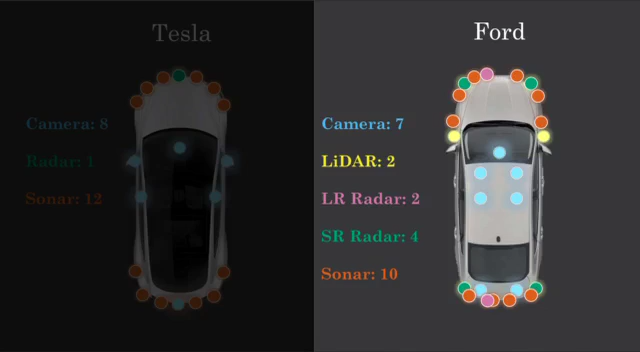 Tesla
Camera: 8
Radar: 1
Sonar: 12
Ford
Camera: 7
LiDAR: 2
LR Radar: 2
SR Radar: 4
Sonar: 10